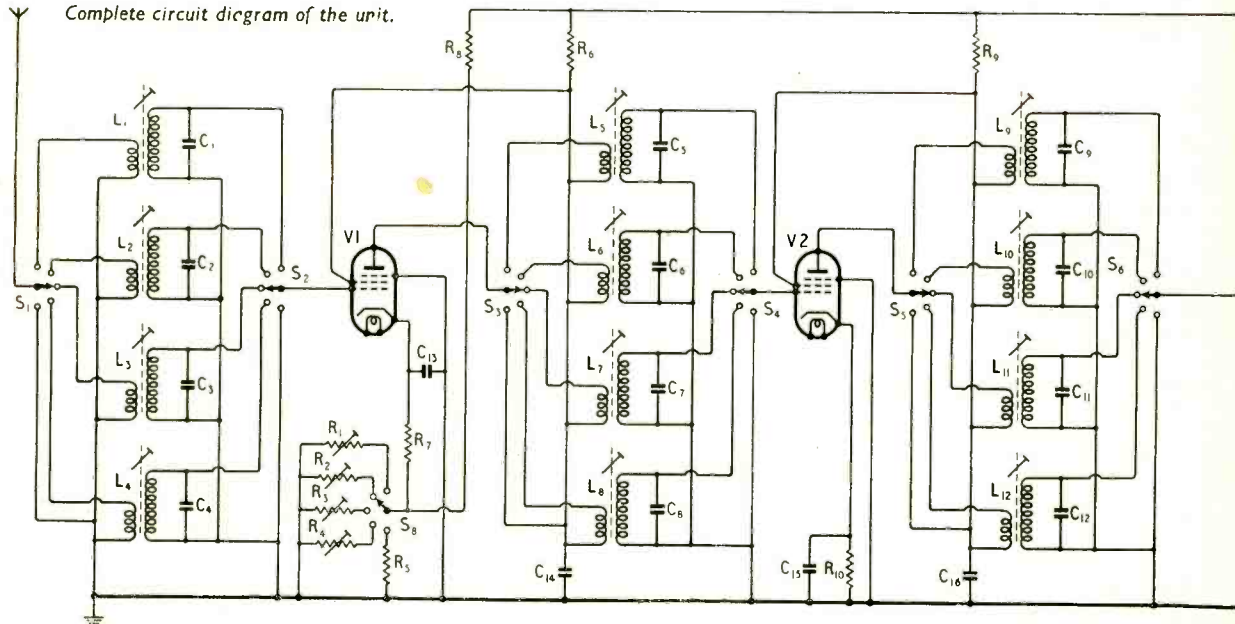 Complete circuit dicgram of the unit.
R8
R6
R9
L1
C1
L5
C5
L9
C9
L2
C2
S2
V1
L6
C6
V2
L10
C10
S6
S1
S3
S4
S5
L3
C3
C13
L7
C7
L11
C11
R1
R7
R2
R3
R4
S8
L4
C4
L8
C8
L12
C12
R5
C14
C15
R10
C16